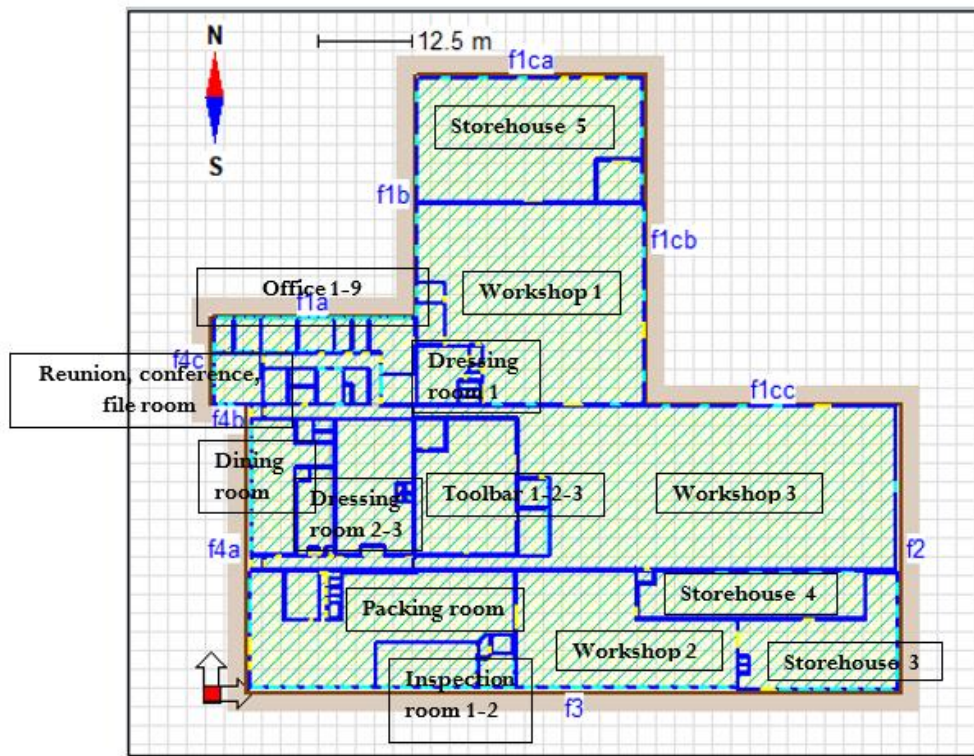 N
12.5 m
f1ca
S
Storehouse 5
f1b
f1cb
Office 1-9
Workshop 1
f1a
f4c
Reunion, conference,
file room
Dressing
room 1
f1cc
f4b
Dining
room
Dressing
room 2-3
Toolbar 1-2-3
Workshop 3
f4a
f2
Storehouse 4
Packing room
Workshop 2
Storehouse 3
Inspection
room 1-2
f3